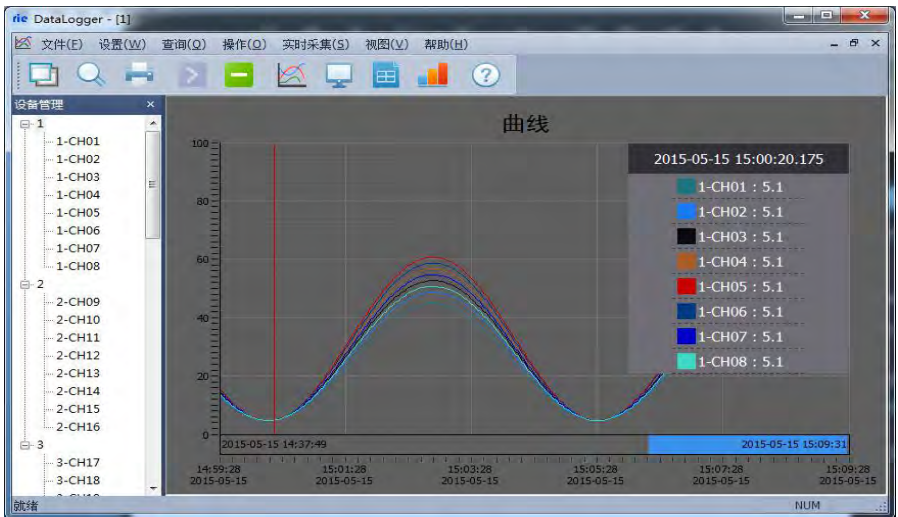 rie DataLogger - [1]
文件(F) 设置(W) 查询(Q) 操作(O) 实时采集(S) 视图(V) 帮助(H)
设备管理
1
1-CH01
1-CH02
1-CH03
1-CH04
1-CH05
1-CH06
1-CH07
1-CH08
2
2-CH09
2-CH10
2-CH11
2-CH12
2-CH13
2-CH14
2-CH15
2-CH16
3
3-CH17
3-CH18
曲线
100
80
60
40
20
0
2015-05-15 15:00:20.175
1-CH01 : 5.1
1-CH02 : 5.1
1-CH03 : 5.1
1-CH04 : 5.1
1-CH05 : 5.1
1-CH06 : 5.1
1-CH07 : 5.1
1-CH08 : 5.1
2015-05-15 14:37:49
2015-05-15 15:09:31
14:59:28 15:01:28 15:03:28 15:05:28 15:07:28 15:09:28
2015-05-15 2015-05-15 2015-05-15 2015-05-15 2015-05-15 2015-05-15
就绪
NUM